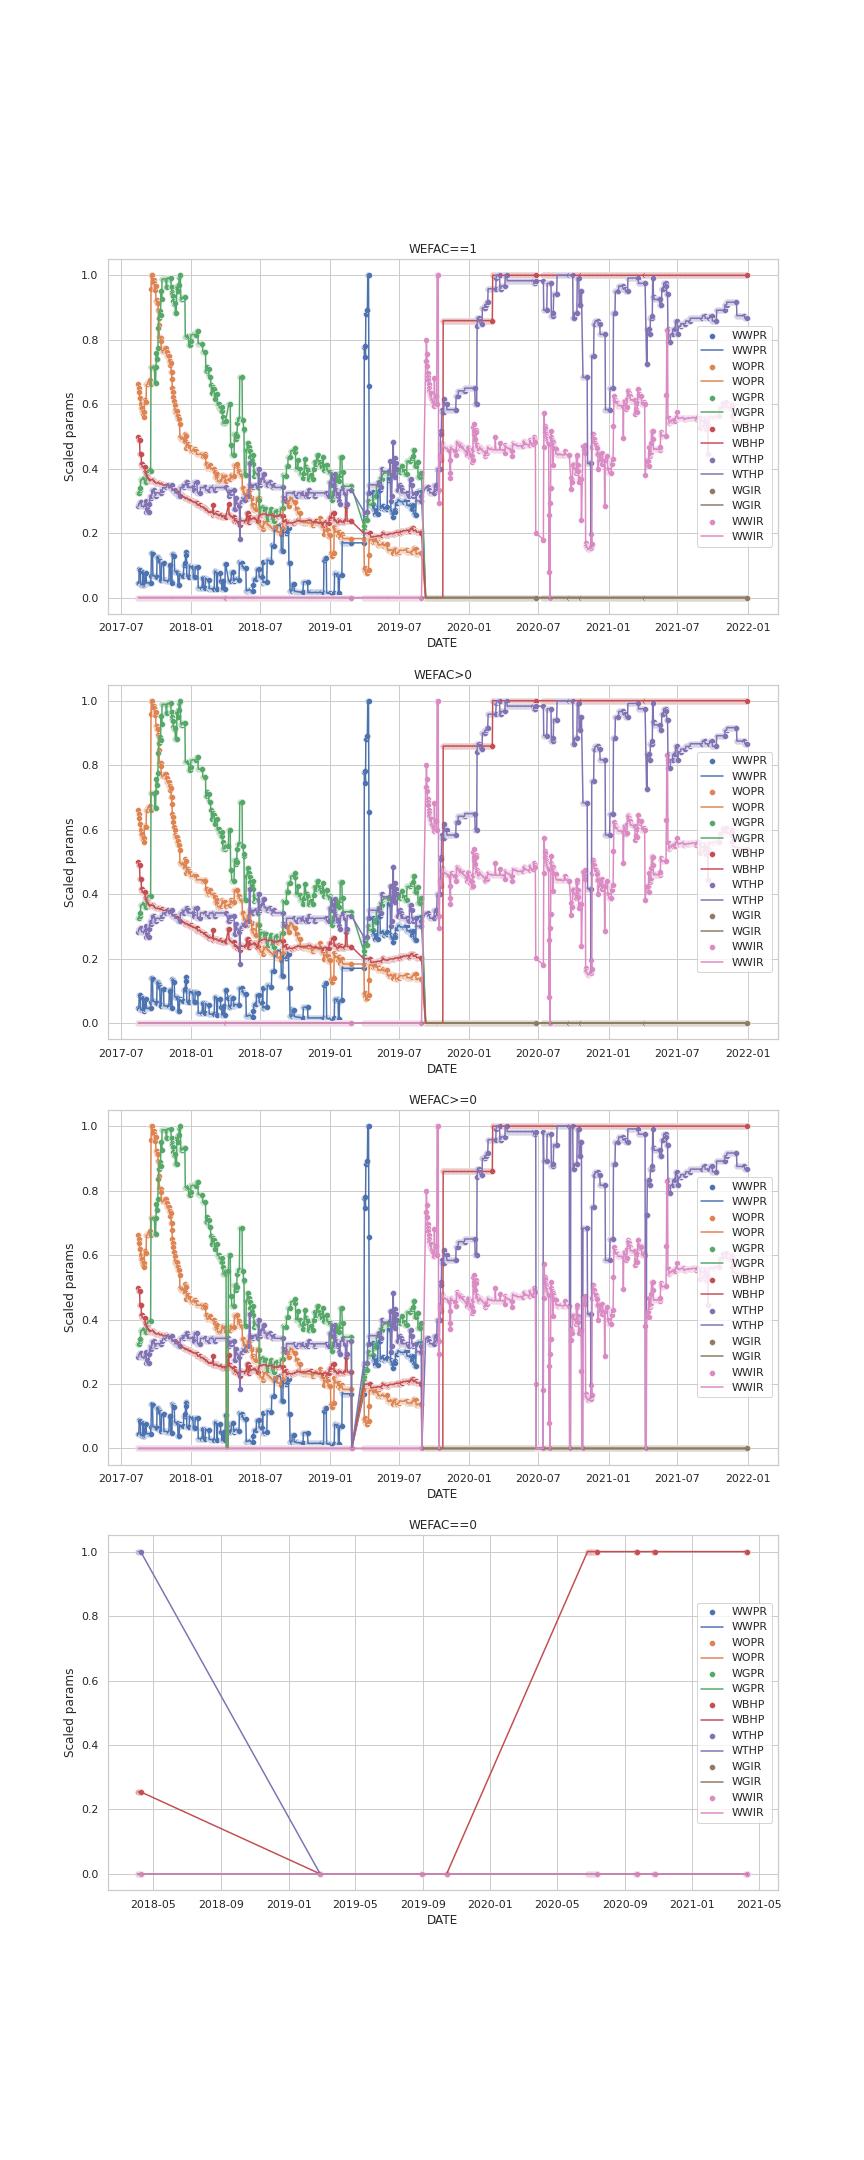 WEFAC==1
1.0
0.8
0.6
0.4
0.2
0.0
Scaled params
WWPR
WWPR
WOPR
WOPR
WGPR
WGPR
WBHP
WBHP
WTHP
WTHP
WGIR
WGIR
WWIR
WWIR
2017-07 2018-01 2018-07 2019-01 2019-07 2020-01 2020-07 2021-01 2021-07 2022-01
DATE
WEFAC>0
1.0
0.8
0.6
0.4
0.2
0.0
Scaled params
WWPR
WWPR
WOPR
WOPR
WGPR
WGPR
WBHP
WBHP
WTHP
WTHP
WGIR
WGIR
WWIR
WWIR
2017-07 2018-01 2018-07 2019-01 2019-07 2020-01 2020-07 2021-01 2021-07 2022-01
DATE
WEFAC>=0
1.0
0.8
0.6
0.4
0.2
0.0
Scaled params
WWPR
WWPR
WOPR
WOPR
WGPR
WGPR
WBHP
WBHP
WTHP
WTHP
WGIR
WGIR
WWIR
WWIR
2017-07 2018-01 2018-07 2019-01 2019-07 2020-01 2020-07 2021-01 2021-07 2022-01
DATE
WEFAC==0
1.0
0.8
0.6
0.4
0.2
0.0
Scaled params
WWPR
WWPR
WOPR
WOPR
WGPR
WGPR
WBHP
WBHP
WTHP
WTHP
WGIR
WGIR
WWIR
WWIR
2018-05 2018-09 2019-01 2019-05 2019-09 2020-01 2020-05 2020-09 2021-01 2021-05
DATE